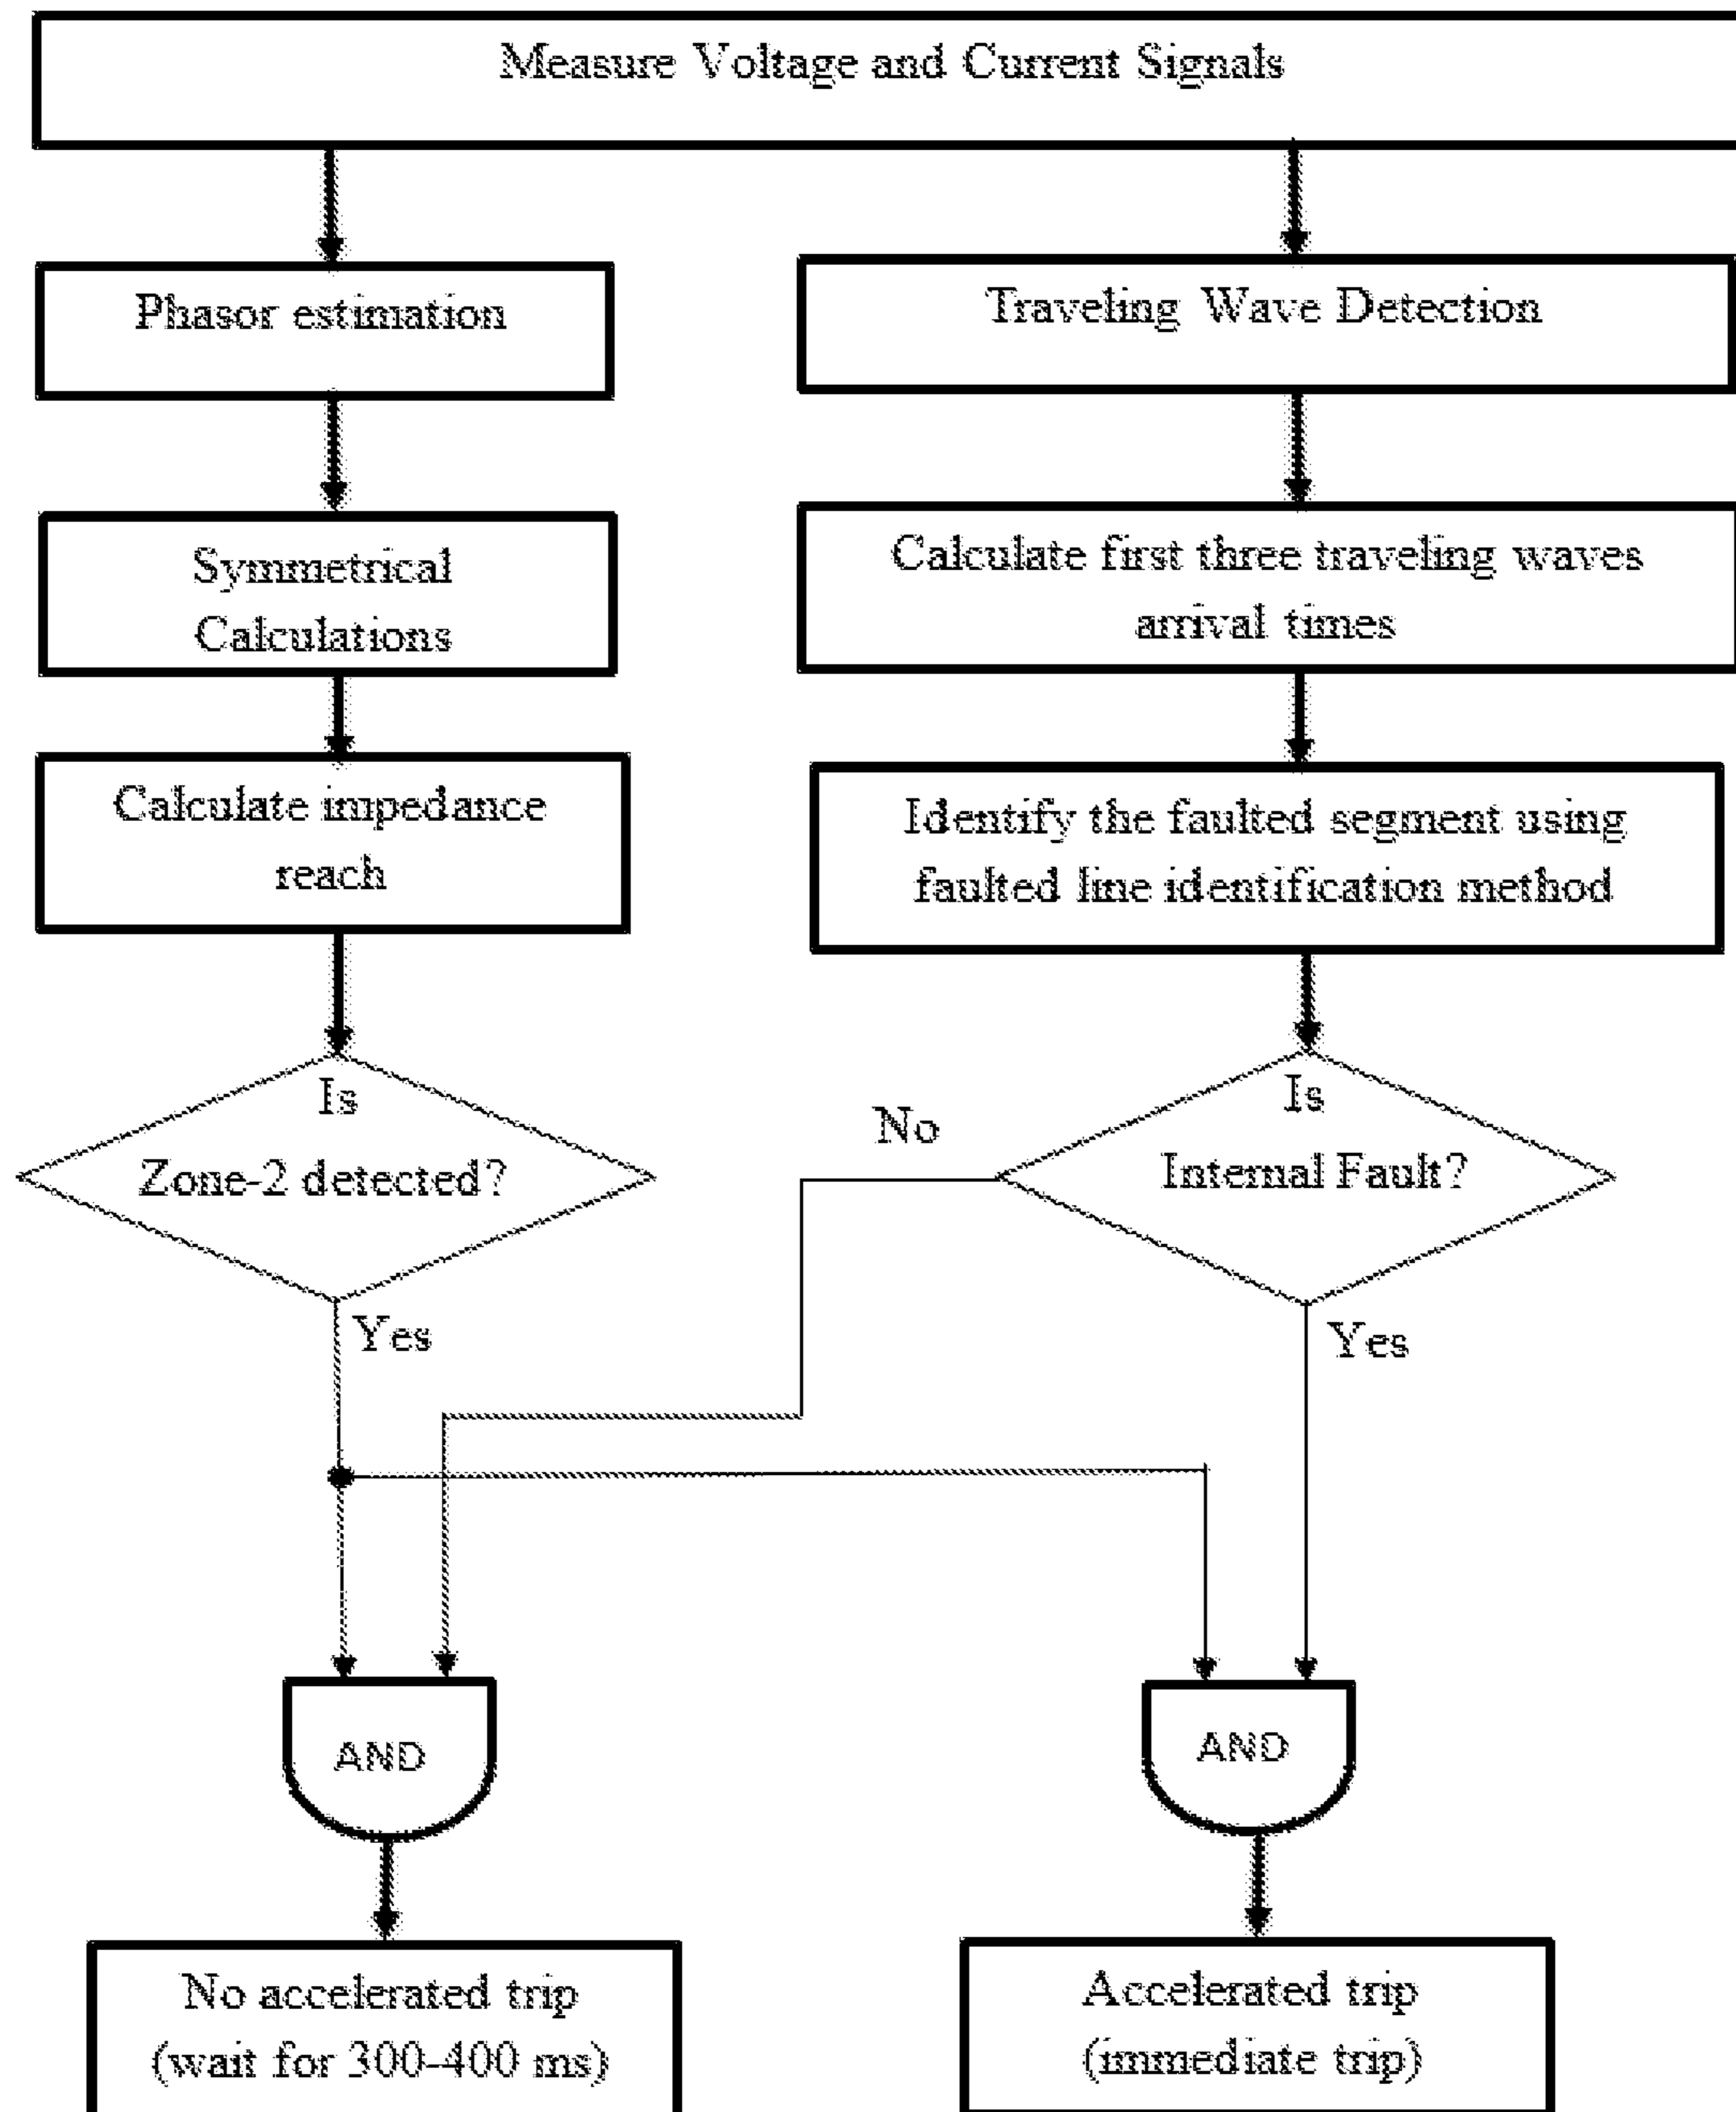 Measure Voltage and Current Signals
Phasor estimation
Traveling Wave Detection
Symmetrical
Calculations
Calculate first three traveling waves
arrival times
Calculate impedance
reach
Identify the faulted segment using
faulted line identification method
Is
Zone-2 detected?
No
Is
Internal Fault?
Yes
Yes
AND
AND
No accelerated trip
(wait for 300-400 ms)
Accelerated trip
(immediate trip)